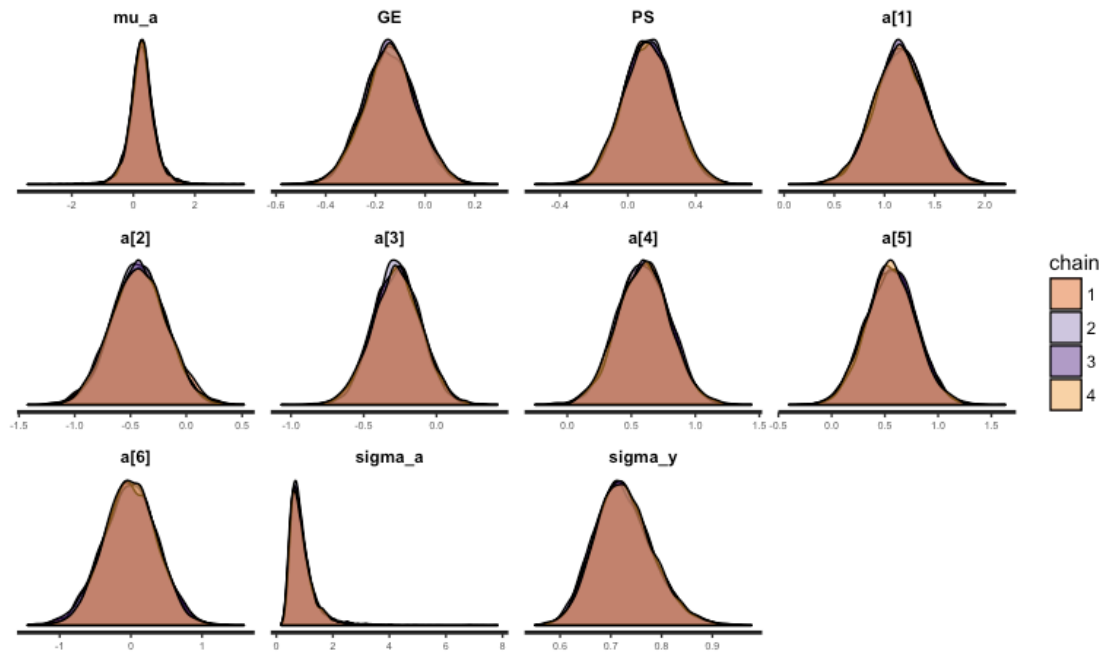 mu_a GE PS a[1]
-2 0 2 -0.6 -0.4 -0.2 0.0 0.2 -0.4 0.0 0.4 0.0 0.5 1.0 1.5 2.0
a[2] a[3] a[4] a[5]
chain
1
2
3
4
-1.5 -1.0 -0.5 0.0 0.5 -1.0 -0.5 0.0 0.0 0.5 1.0 1.5 -0.5 0.0 0.5 1.0 1.5
a[6] sigma_a sigma_y
-1 0 1 0 2 4 6 8 0.6 0.7 0.8 0.9